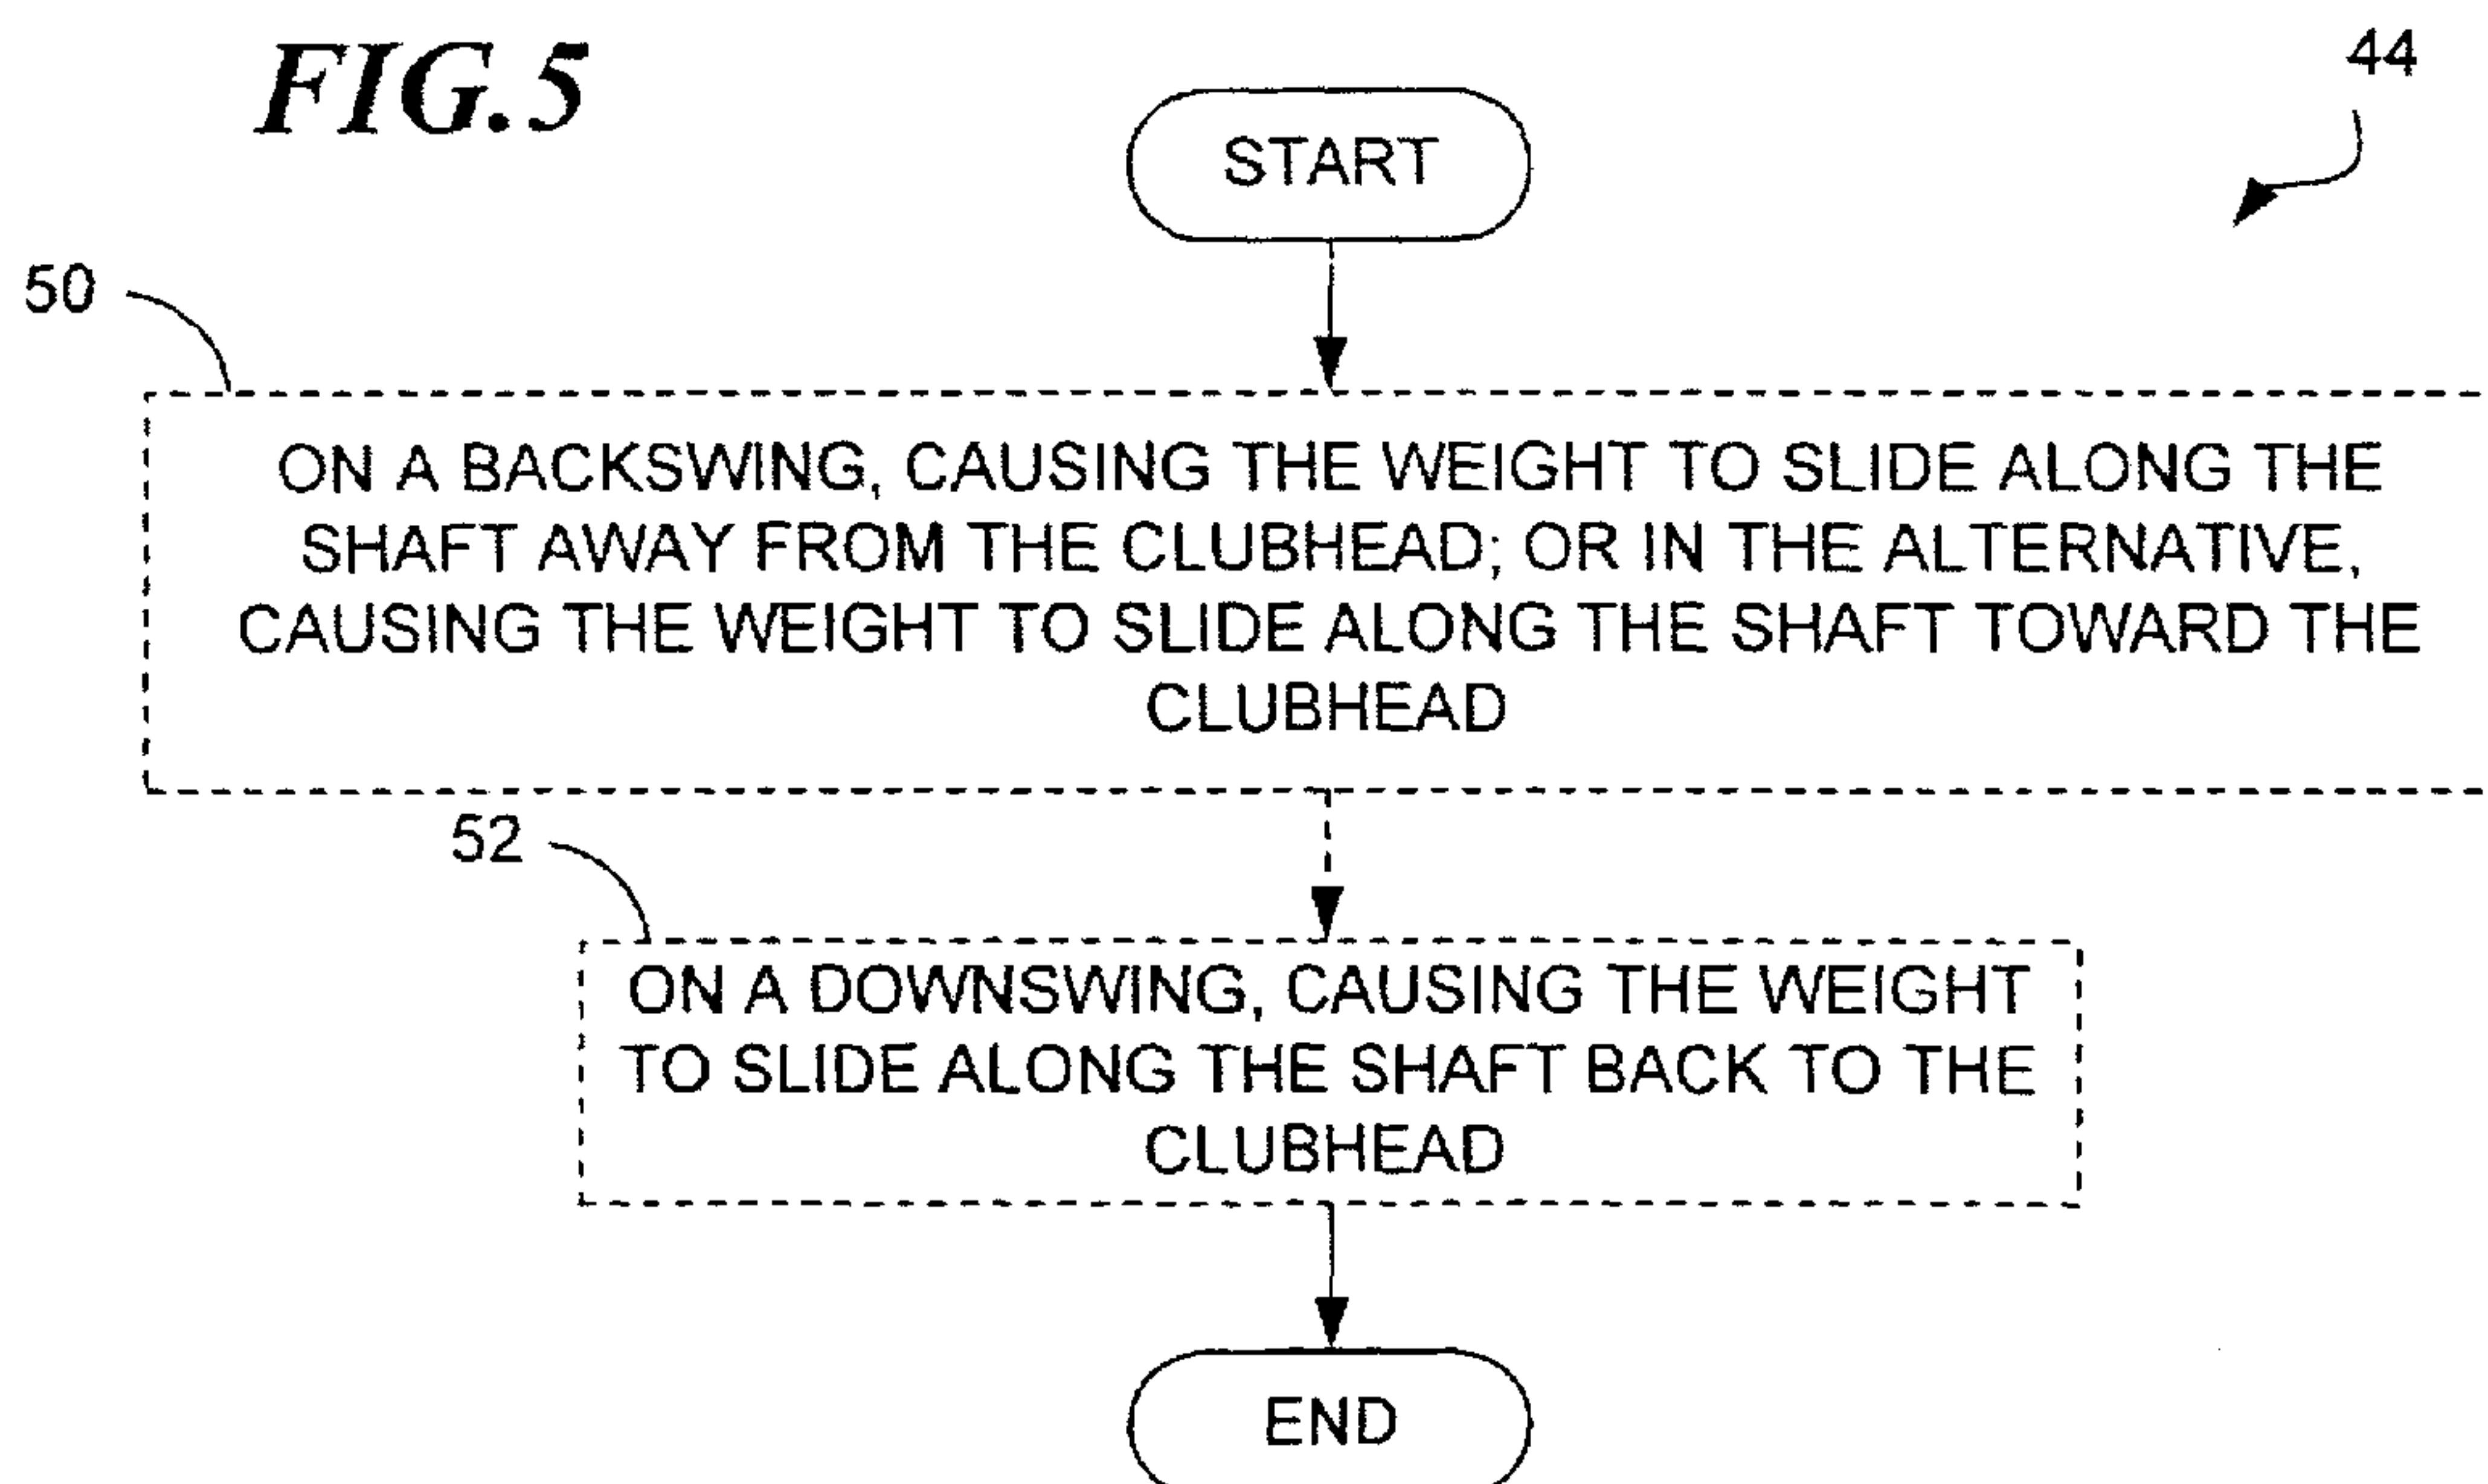 FIG.5
44
START
50
ON A BACKSWING, CAUSING THE WEIGHT TO SLIDE ALONG THE
SHAFT AWAY FROM THE CLUBHEAD; OR IN THE ALTERNATIVE,
CAUSING THE WEIGHT TO SLIDE ALONG THE SHAFT TOWARD THE
CLUBHEAD
52
ON A DOWNSWING, CAUSING THE WEIGHT
TO SLIDE ALONG THE SHAFT BACK TO THE
CLUBHEAD
END